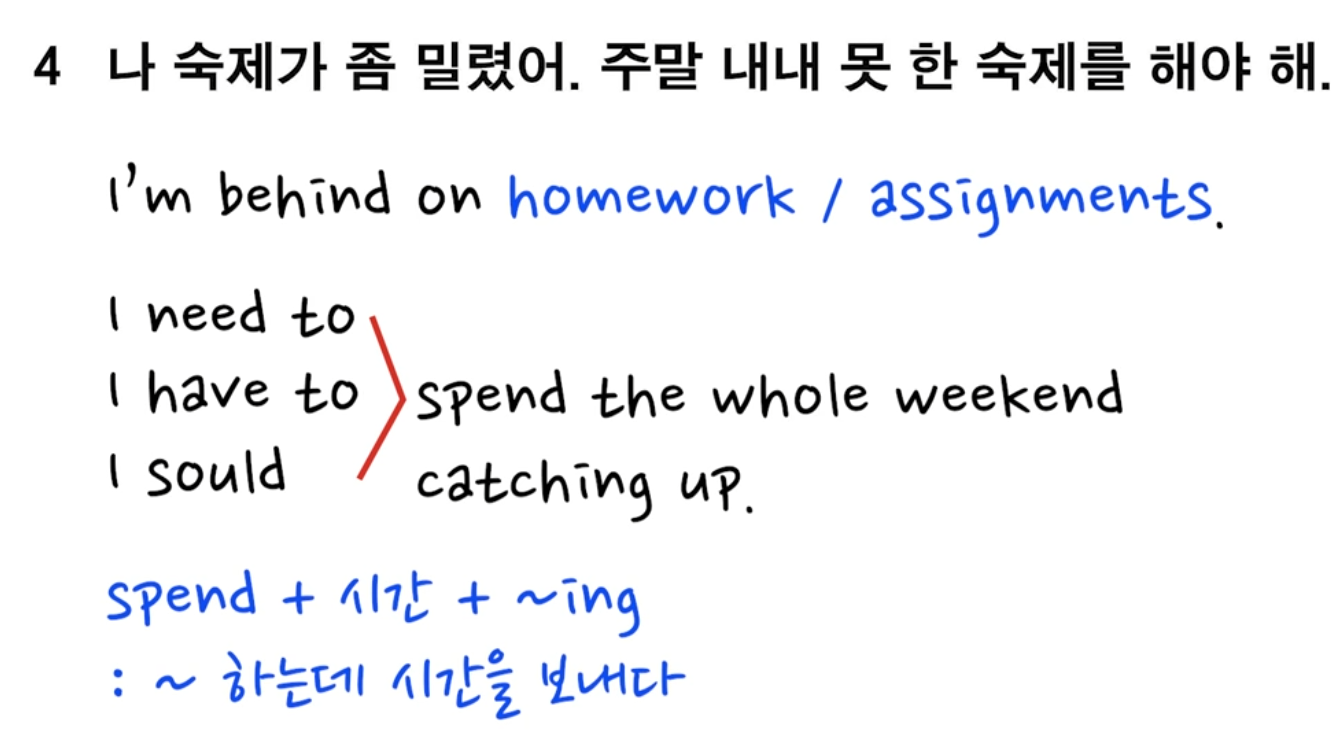 4 나 숙제가 좀 밀렸어. 주말 내내 못 한 숙제를 해야 해.
I'm behind on homework / assignments.
I need to
I have to
I sould
spend the whole weekend
catching up.
spend + 시간 + ~ing
: ~ 하는데 시간을 보내다